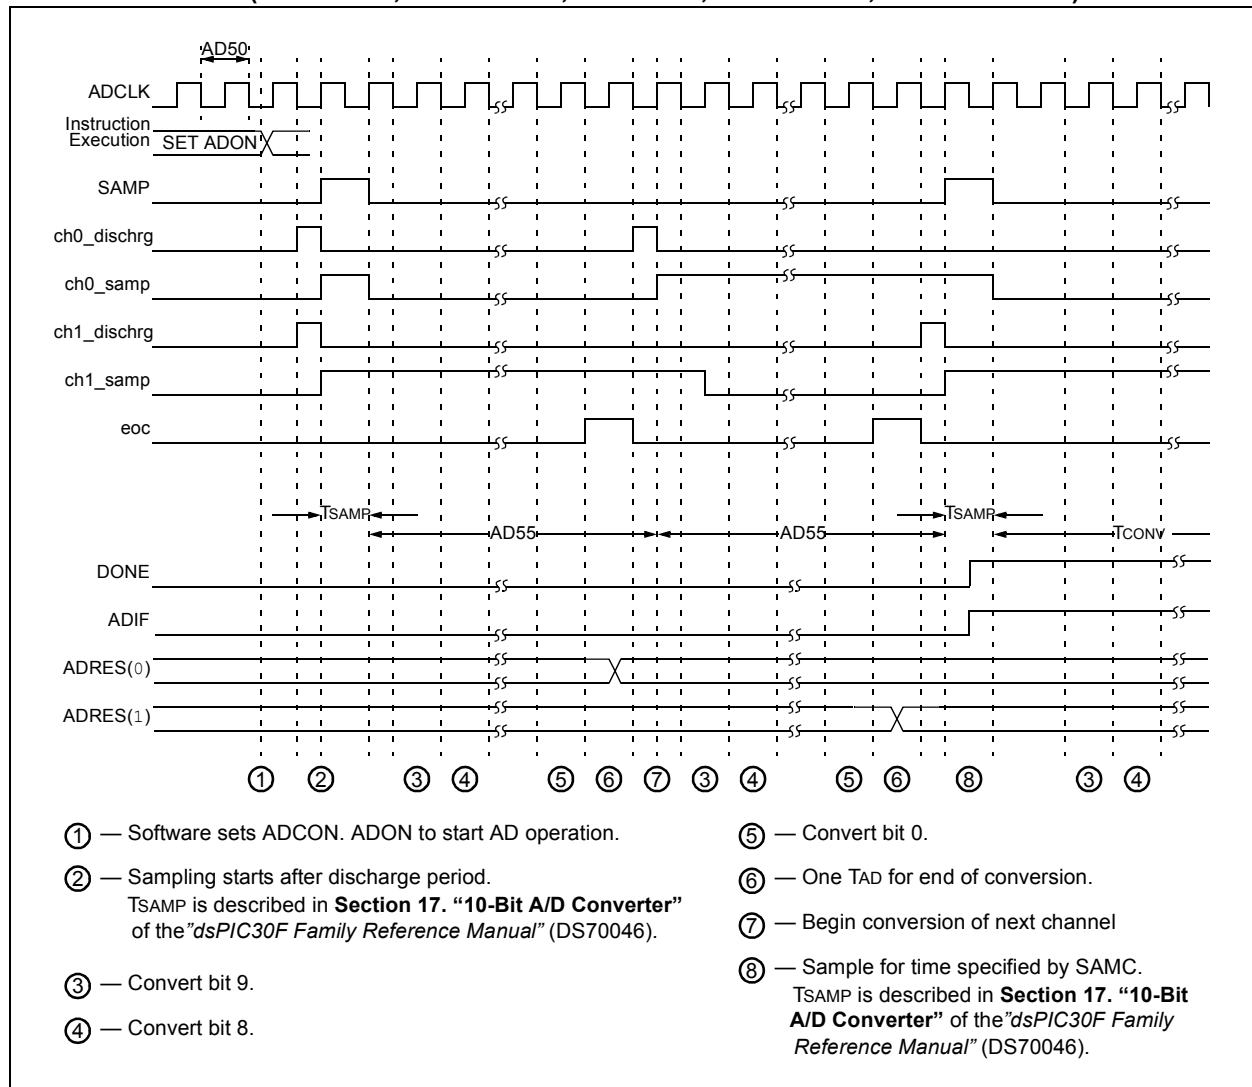 AD50
ADCLK
Instruction
Execution
SET ADON
SAMP
ch0_dischrg
ch0_samp
ch1_dischrg
ch1_samp
eoc
TSAMP
TSAMP
AD55
AD55
TCONV
DONE
ADIF
ADRES(0)
ADRES(1)
1 2 3 4 5 6 7 3 4 5 6 8 3 4
1 — Software sets ADCON. ADON to start AD operation.
2 — Sampling starts after discharge period.
TSAMP is described in Section 17. “10-Bit A/D Converter”
of the”dsPIC30F Family Reference Manual” (DS70046).
3 — Convert bit 9.
4 — Convert bit 8.
5 — Convert bit 0.
6 — One TAD for end of conversion.
7 — Begin conversion of next channel
8 — Sample for time specified by SAMC.
TSAMP is described in Section 17. “10-Bit
A/D Converter” of the”dsPIC30F Family
Reference Manual” (DS70046).